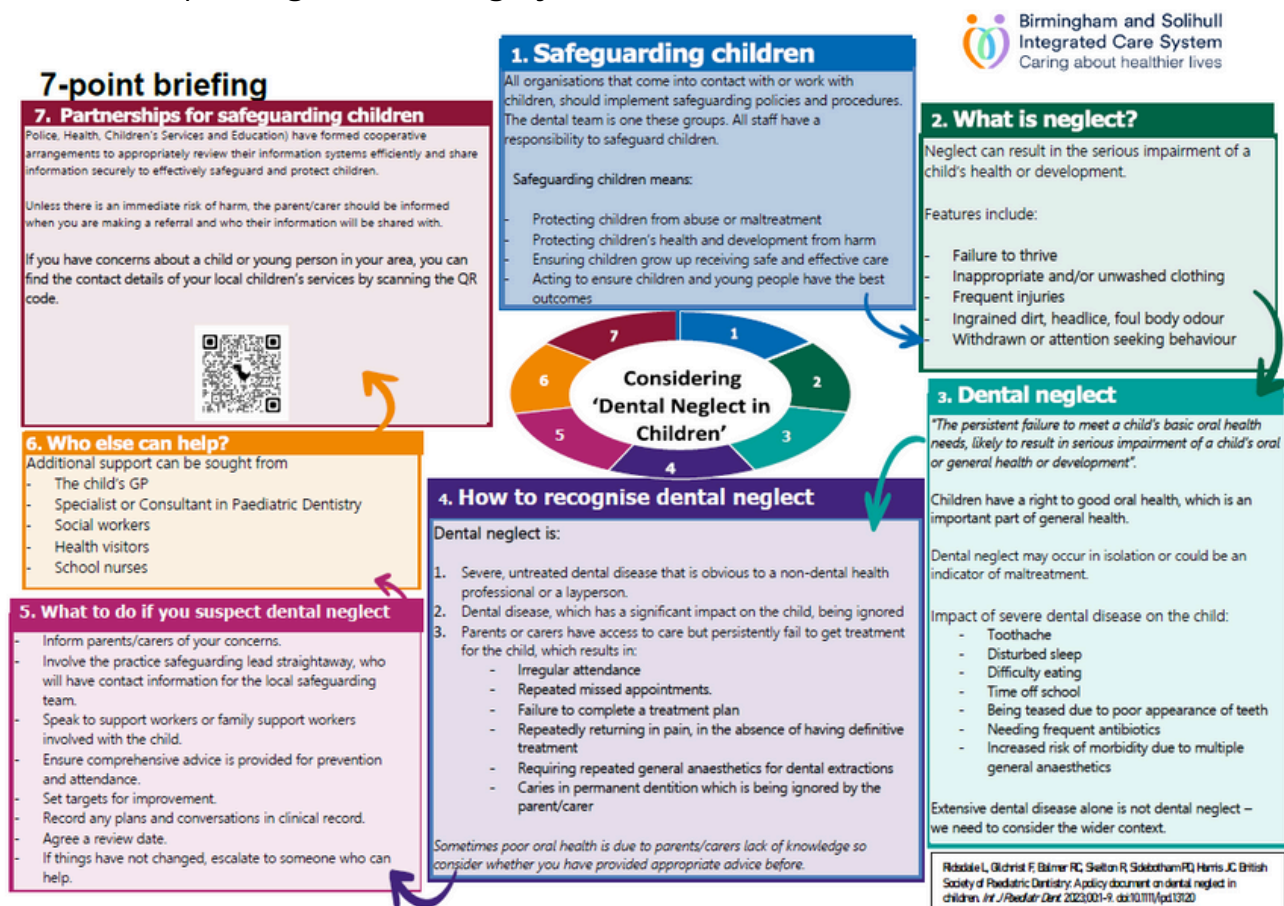 Birmingham and Solihull
Integrated Care System
Caring about healthier lives
7-point briefing
1. Safeguarding children
All organisations that come into contact with or work with
children, should implement safeguarding policies and procedures.
The dental team is one these groups. All staff have a
responsibility to safeguard children.
Safeguarding children means:
- Protecting children from abuse or maltreatment
- Protecting children's health and development from harm
- Ensuring children grow up receiving safe and effective care
- Acting to ensure children and young people have the best
outcomes
2. What is neglect?
Neglect can result in the serious impairment of a
child's health or development.
Features include:
- Failure to thrive
- Inappropriate and/or unwashed clothing
- Frequent injuries
- Ingrained dirt, headlice, foul body odour
- Withdrawn or attention seeking behaviour
3. Dental neglect
"The persistent failure to meet a child's basic oral health
needs, likely to result in serious impairment of a child's oral
or general health or development".
Children have a right to good oral health, which is an
important part of general health.
Dental neglect may occur in isolation or could be an
indicator of maltreatment.
Impact of severe dental disease on the child:
- Toothache
- Disturbed sleep
- Difficulty eating
- Time off school
- Being teased due to poor appearance of teeth
- Needing frequent antibiotics
- Increased risk of morbidity due to multiple
general anaesthetics
Extensive dental disease alone is not dental neglect –
we need to consider the wider context.
4. How to recognise dental neglect
Dental neglect is:
1. Severe, untreated dental disease that is obvious to a non-dental health
professional or a layperson.
2. Dental disease, which has a significant impact on the child, being ignored
3. Parents or carers have access to care but persistently fail to get treatment
for the child, which results in:
- Irregular attendance
- Repeated missed appointments.
- Failure to complete a treatment plan
- Repeatedly returning in pain, in the absence of having definitive
treatment
- Requiring repeated general anaesthetics for dental extractions
- Caries in permanent dentition which is being ignored by the
parent/carer
Sometimes poor oral health is due to parents/carers lack of knowledge so
consider whether you have provided appropriate advice before.
5. What to do if you suspect dental neglect
- Inform parents/carers of your concerns.
- Involve the practice safeguarding lead straightaway, who
will have contact information for the local safeguarding
team.
- Speak to support workers or family support workers
involved with the child.
- Ensure comprehensive advice is provided for prevention
and attendance.
- Set targets for improvement.
- Record any plans and conversations in clinical record.
- Agree a review date.
- If things have not changed, escalate to someone who can
help.
6. Who else can help?
Additional support can be sought from
- The child's GP
- Specialist or Consultant in Paediatric Dentistry
- Social workers
- Health visitors
- School nurses
7. Partnerships for safeguarding children
Police, Health, Children's Services and Education) have formed cooperative
arrangements to appropriately review their information systems efficiently and share
information securely to effectively safeguard and protect children.
Unless there is an immediate risk of harm, the parent/carer should be informed
when you are making a referral and who their information will be shared with.
If you have concerns about a child or young person in your area, you can
find the contact details of your local children's services by scanning the QR
code.
Considering
'Dental Neglect in
Children'
1
2
3
4
5
6
7
Ridsdale L, Gilchrist F, Balmer RC, Skelton R, Sidebotham PD, Harris JC. British
Society of Paediatric Dentistry: A policy document on dental neglect in
children. Int J Paediatr Dent. 2023;00:1-9. doi:10.1111/ipd.13120